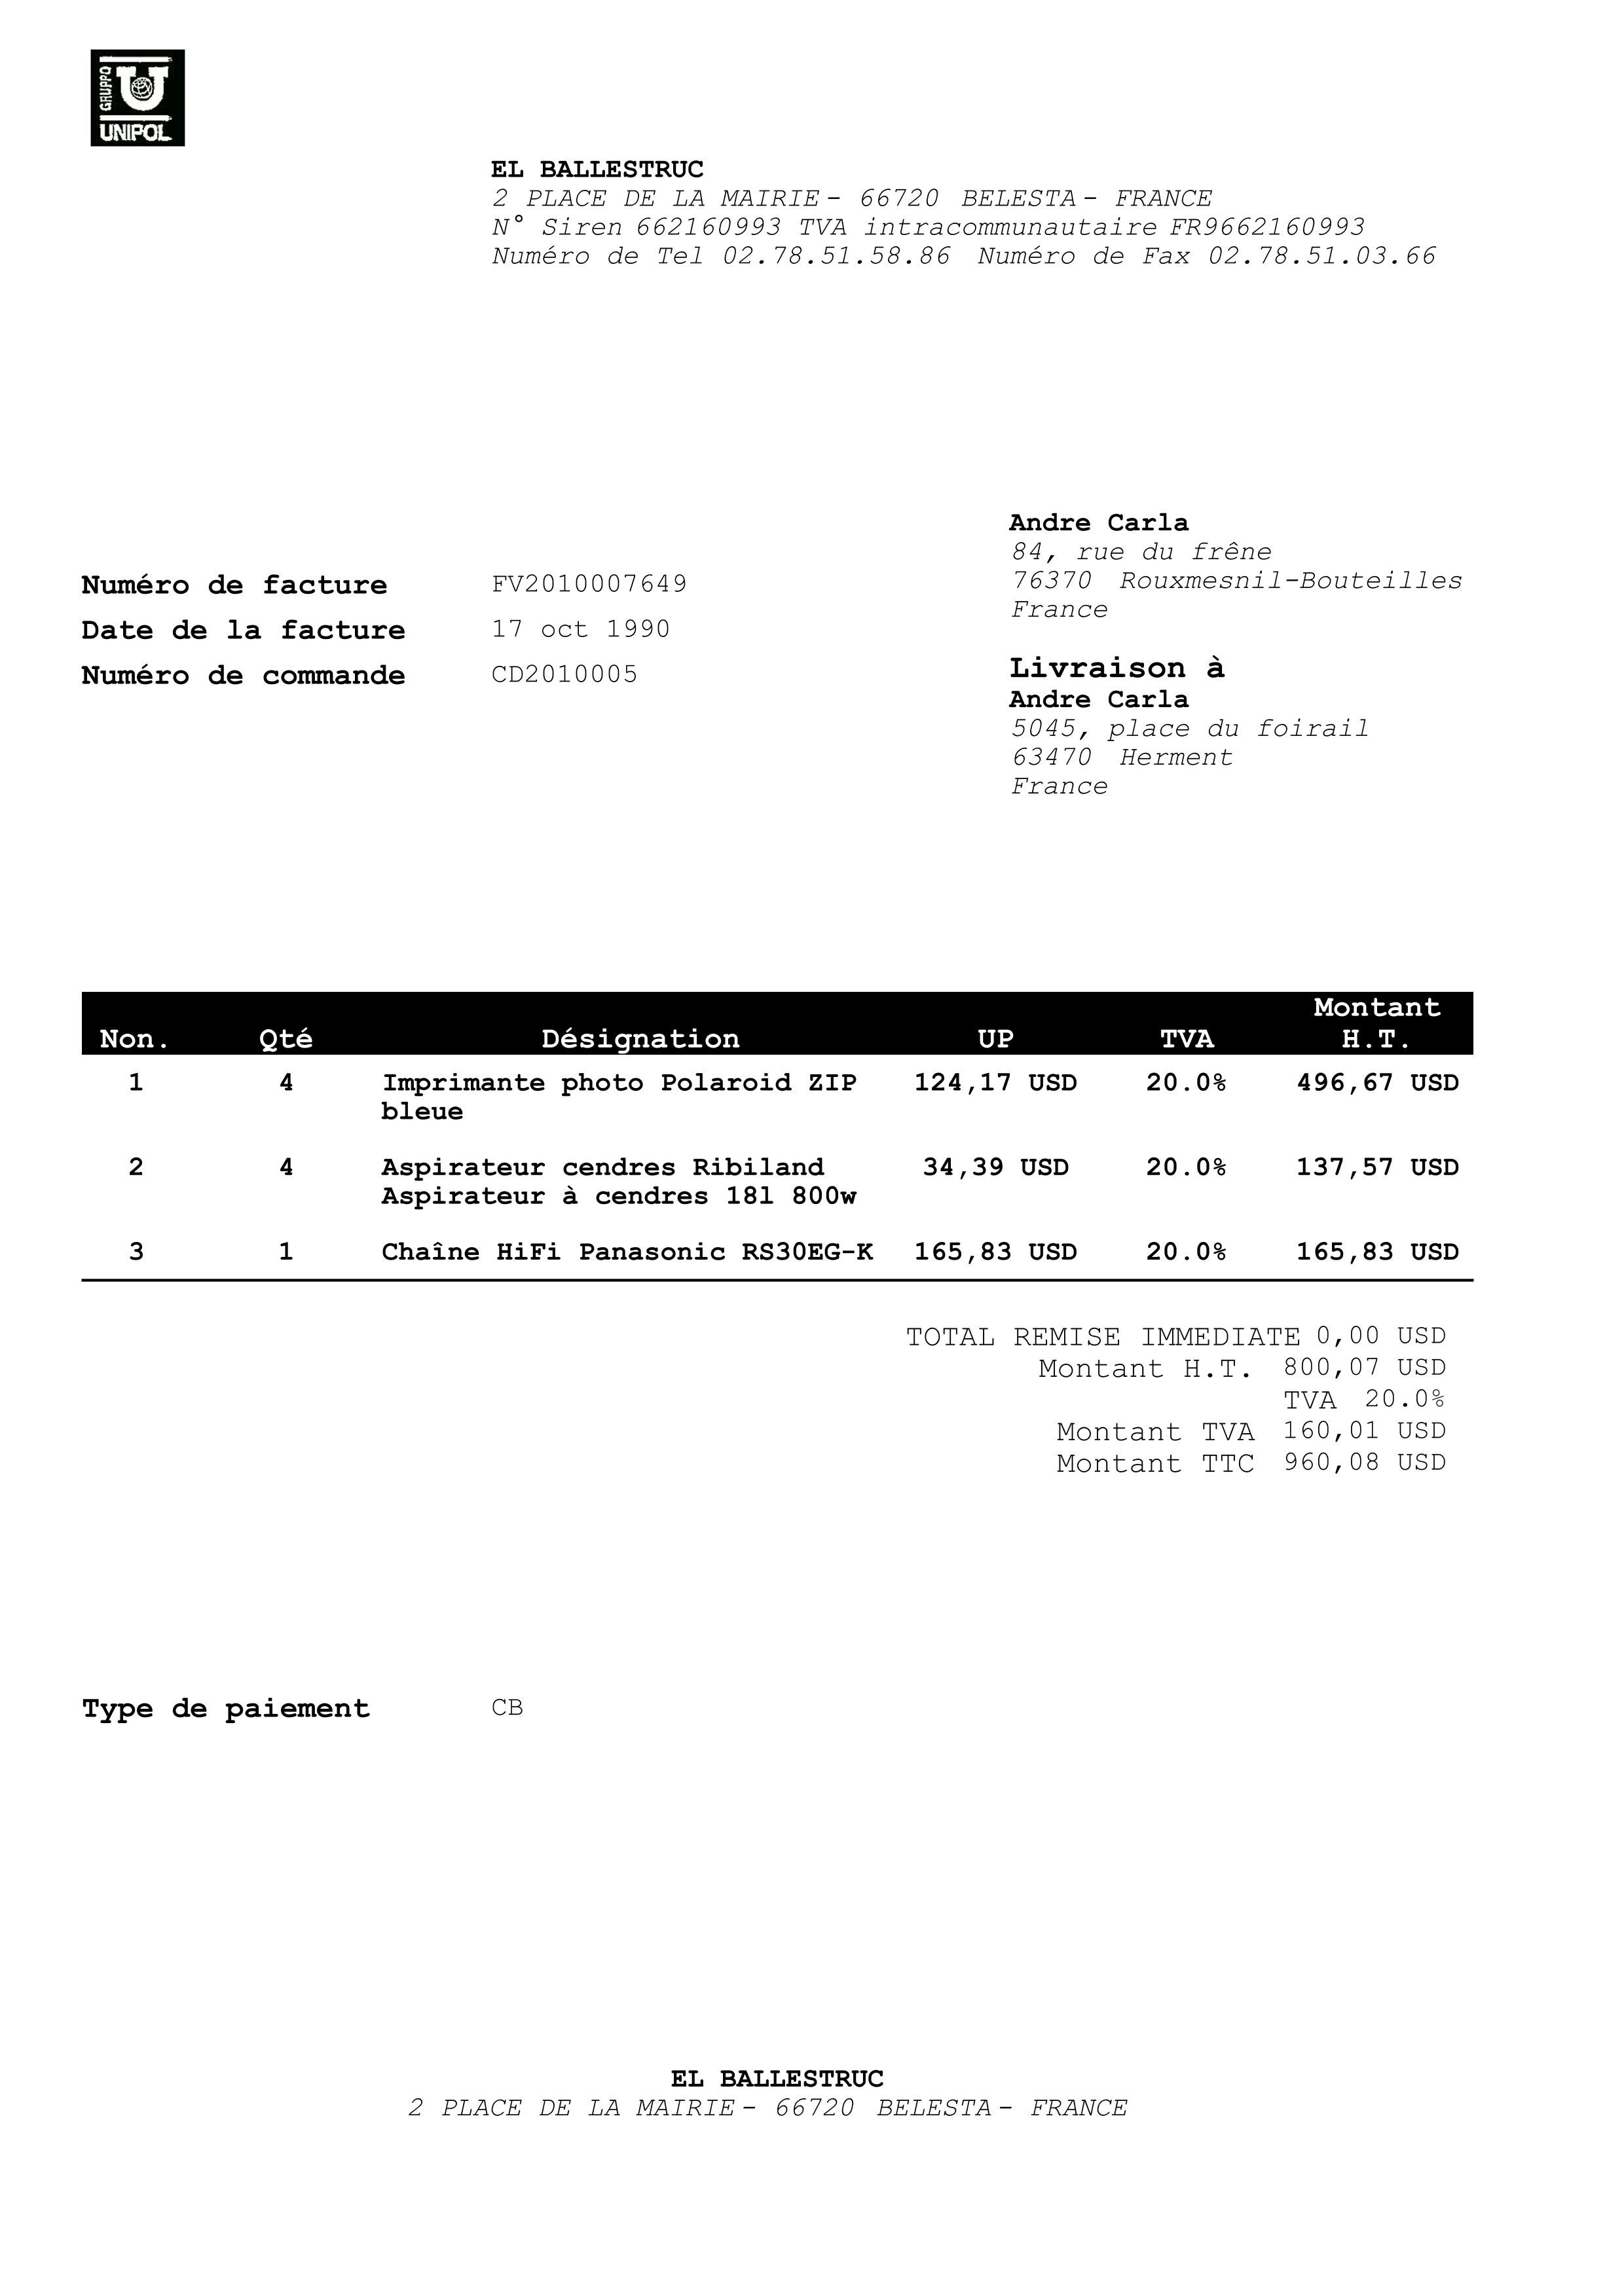 GRUPPO
UNIPOL
EL BALLESTRUC
2 PLACE DE LA MAIRIE - 66720 BELESTA - FRANCE
N° Siren 662160993 TVA intracommunautaire FR9662160993
Numéro de Tel 02.78.51.58.86 Numéro de Fax 02.78.51.03.66
Andre Carla
84, rue du frêne
76370 Rouxmesnil-Bouteilles
France
Numéro de facture FV2010007649
Date de la facture 17 oct 1990
Numéro de commande CD2010005
Livraison à
Andre Carla
5045, place du foirail
63470 Herment
France
Montant
Non. Qté Désignation UP TVA H.T.
1 4 Imprimante photo Polaroid ZIP 124,17 USD 20.0% 496,67 USD
bleue
2 4 Aspirateur cendres Ribiland 34,39 USD 20.0% 137,57 USD
Aspirateur à cendres 18l 800w
3 1 Chaîne HiFi Panasonic RS30EG-K 165,83 USD 20.0% 165,83 USD
TOTAL REMISE IMMEDIATE 0,00 USD
Montant H.T. 800,07 USD
TVA 20.0%
Montant TVA 160,01 USD
Montant TTC 960,08 USD
Type de paiement CB
EL BALLESTRUC
2 PLACE DE LA MAIRIE - 66720 BELESTA - FRANCE